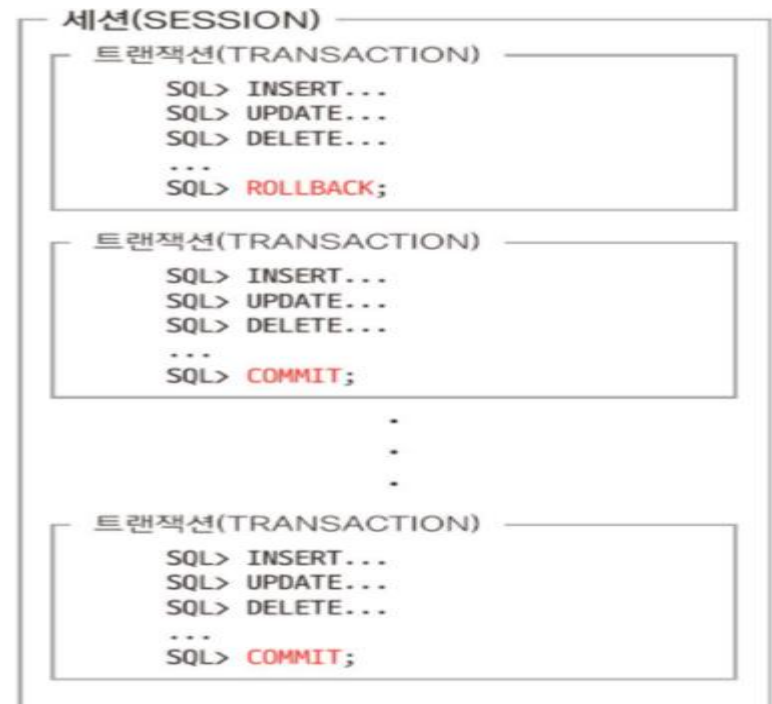 세션(SESSION)
트랜잭션(TRANSACTION)
SQL> INSERT...
SQL> UPDATE...
SQL> DELETE...
...
SQL> ROLLBACK;
트랜잭션(TRANSACTION)
SQL> INSERT...
SQL> UPDATE...
SQL> DELETE...
...
SQL> COMMIT;
.
.
.
트랜잭션(TRANSACTION)
SQL> INSERT...
SQL> UPDATE...
SQL> DELETE...
...
SQL> COMMIT;